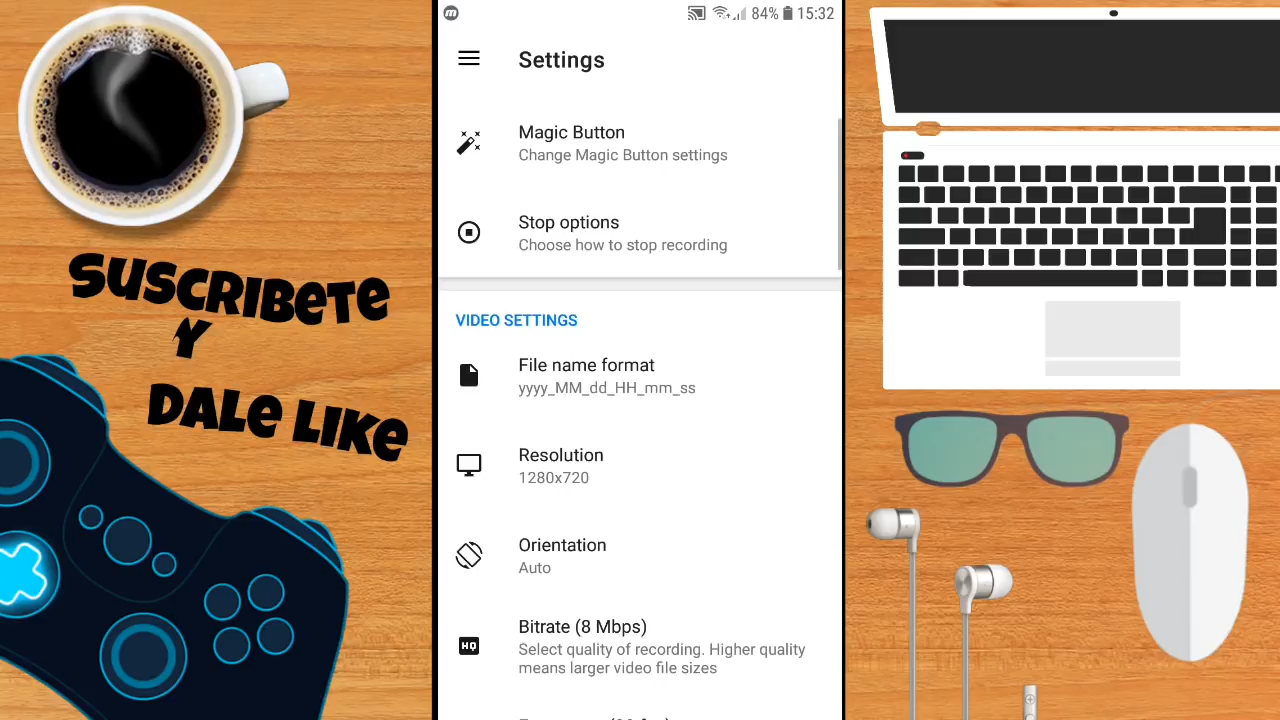 84% 15:32
Settings
Magic Button
Change Magic Button settings
Stop options
Choose how to stop recording
VIDEO SETTINGS
File name format
yyyy_MM_dd_HH_mm_ss
Resolution
1280x720
Orientation
Auto
Bitrate (8 Mbps)
HQ
Select quality of recording. Higher quality
means larger video file sizes
SUSCRIBETE
Y
DALE LIKE